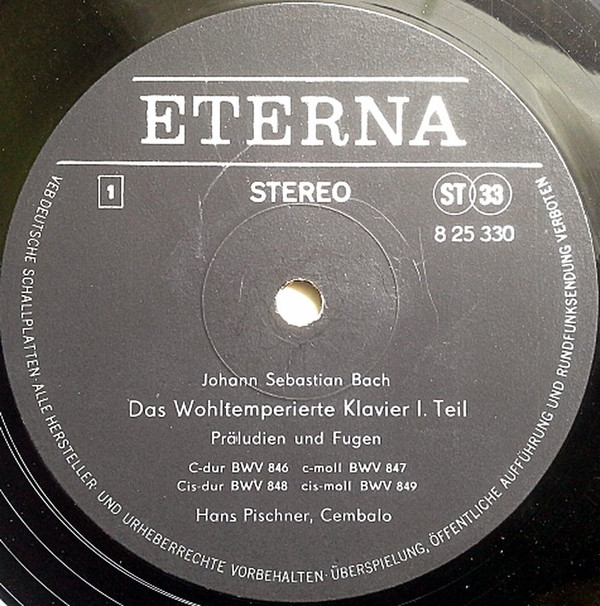 ETERNA
1
STEREO
ST 33
8 25 330
Johann Sebastian Bach
Das Wohltemperierte Klavier I. Teil
Präludien und Fugen
C-dur BWV 846 c-moll BWV 847
Cis-dur BWV 848 cis-moll BWV 849
Hans Pischner, Cembalo
VEB DEUTSCHE SCHALLPLATTEN · ALLE HERSTELLER- UND URHEBERRECHTE VORBEHALTEN · ÜBERSPIELUNG, ÖFFENTLICHE AUFFÜHRUNG UND RUNDFUNKSENDUNG VERBOTEN